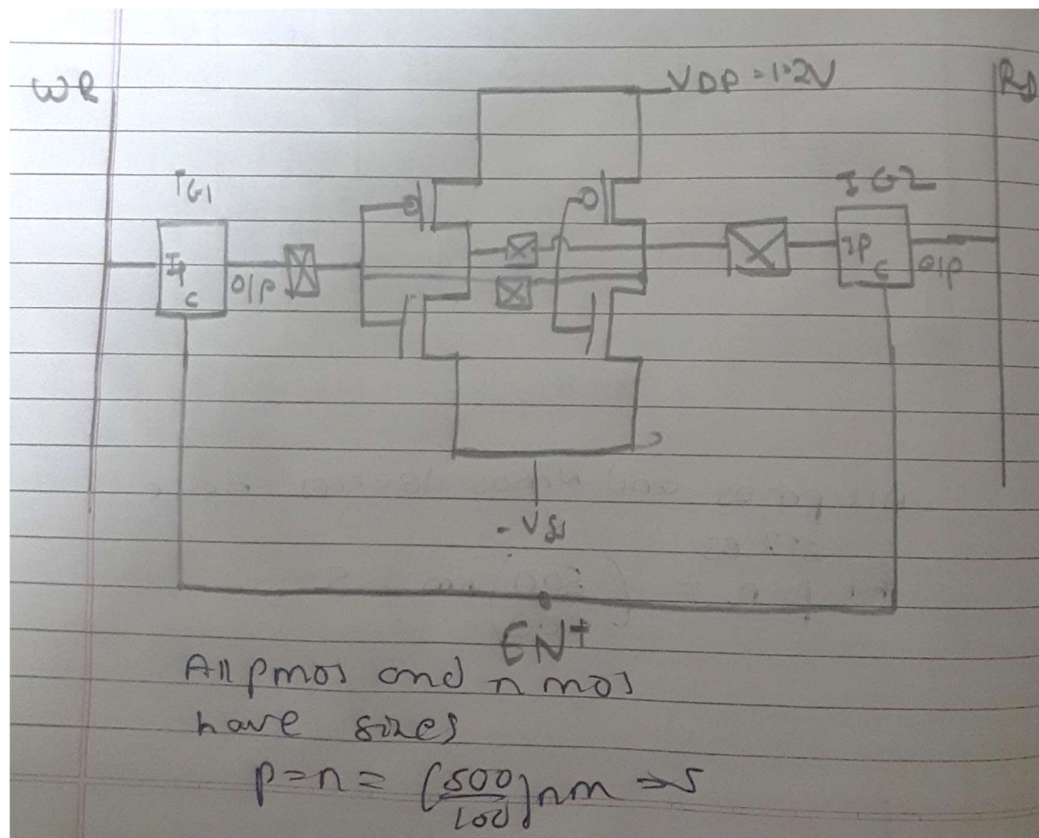 WR
VDD = 1.2V
RD
TG1
TG2
Ip
C
O/P
IP
C
O/P
- VSS
EN+
All pmos and n mos
have sizes
p=n= (500/100)nm => 5